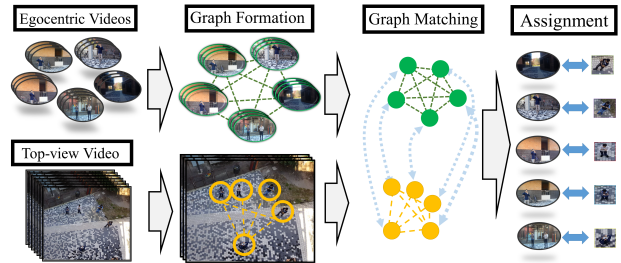 Egocentric Videos
Graph Formation
Graph Matching
Assignment
Top-view Video